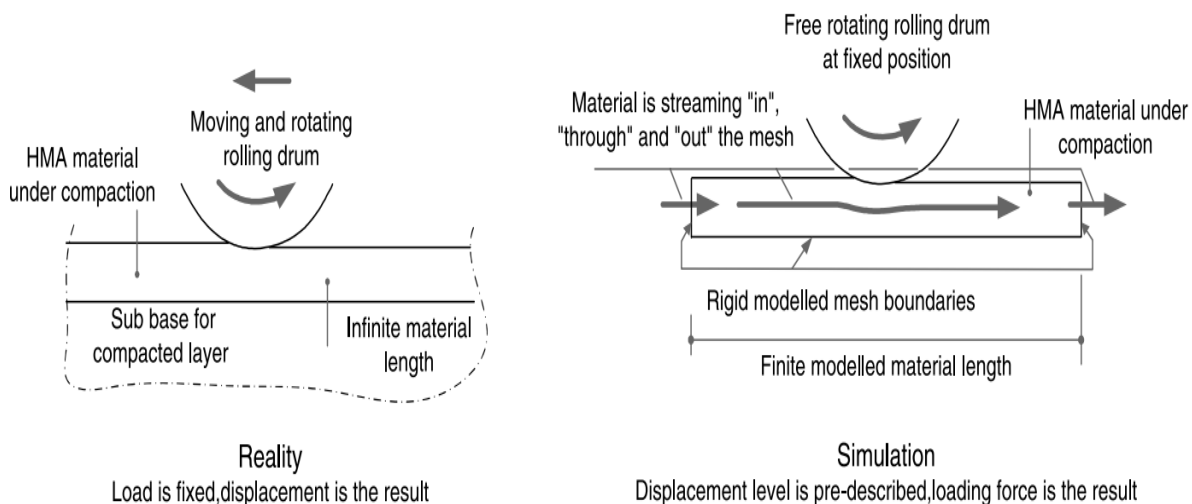 Moving and rotating
rolling drum
HMA material
under compaction
Sub base for
compacted layer
Infinite material
length
Reality
Load is fixed,displacement is the result
Free rotating rolling drum
at fixed position
Material is streaming "in",
"through" and "out" the mesh
HMA material under
compaction
Rigid modelled mesh boundaries
Finite modelled material length
Simulation
Displacement level is pre-described,loading force is the result